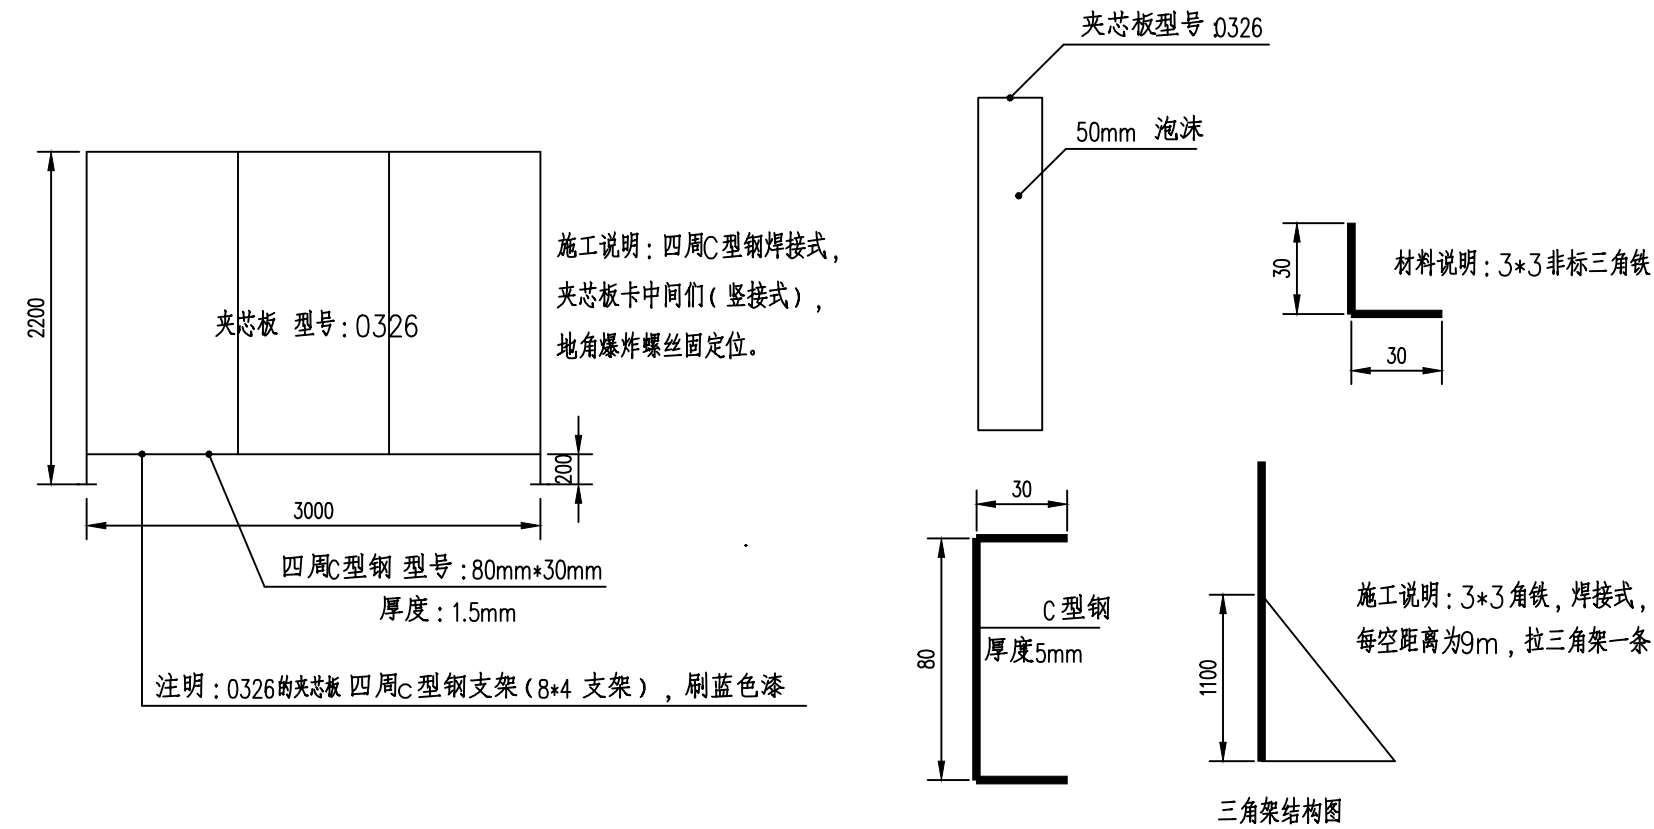 夹芯板型号:0326
50mm 泡沫
2200
夹芯板 型号:0326
施工说明:四周C型钢焊接式,
夹芯板卡中间们(竖接式),
地角爆炸螺丝固定位。
30
材料说明:3*3非标三角铁
30
200
3000
四周C型钢 型号:80mm*30mm
厚度:1.5mm
注明:0326的夹芯板 四周c型钢支架(8*4 支架),刷蓝色漆
30
C 型钢
厚度5mm
80
施工说明:3*3角铁,焊接式,
每空距离为9m,拉三角架一条
1100
三角架结构图